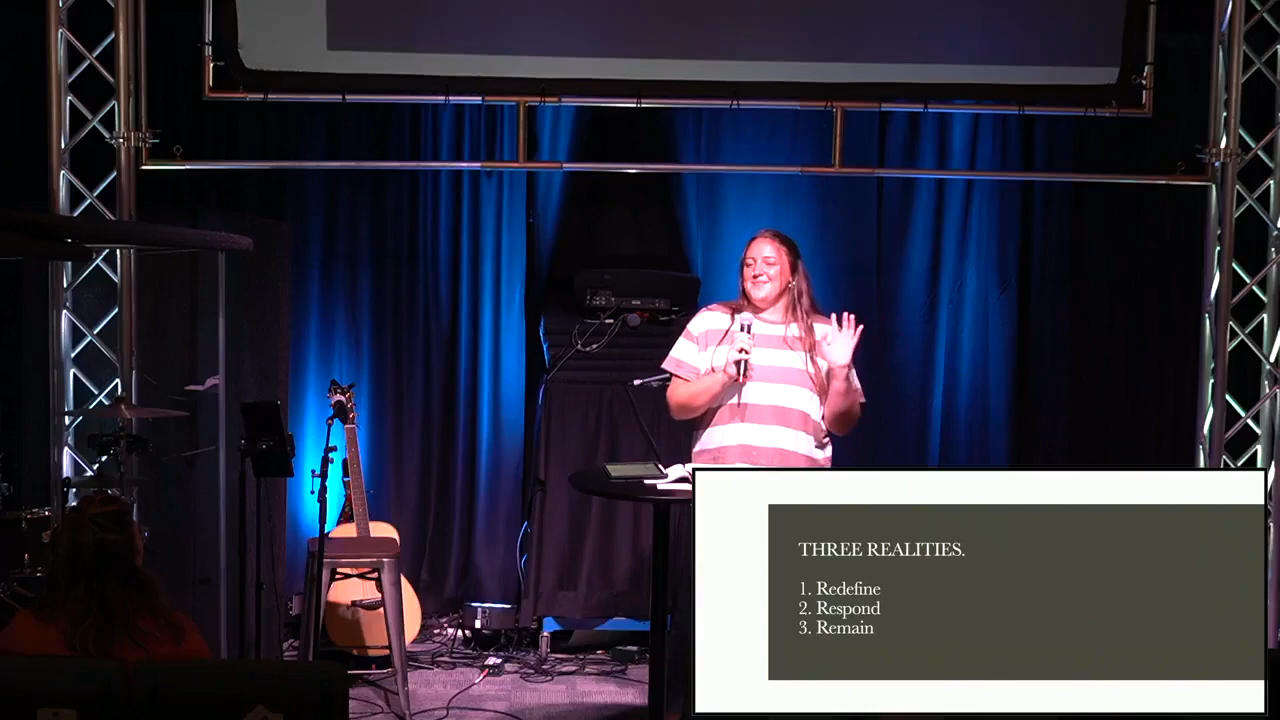 THREE REALITIES.
1. Redefine
2. Respond
3. Remain